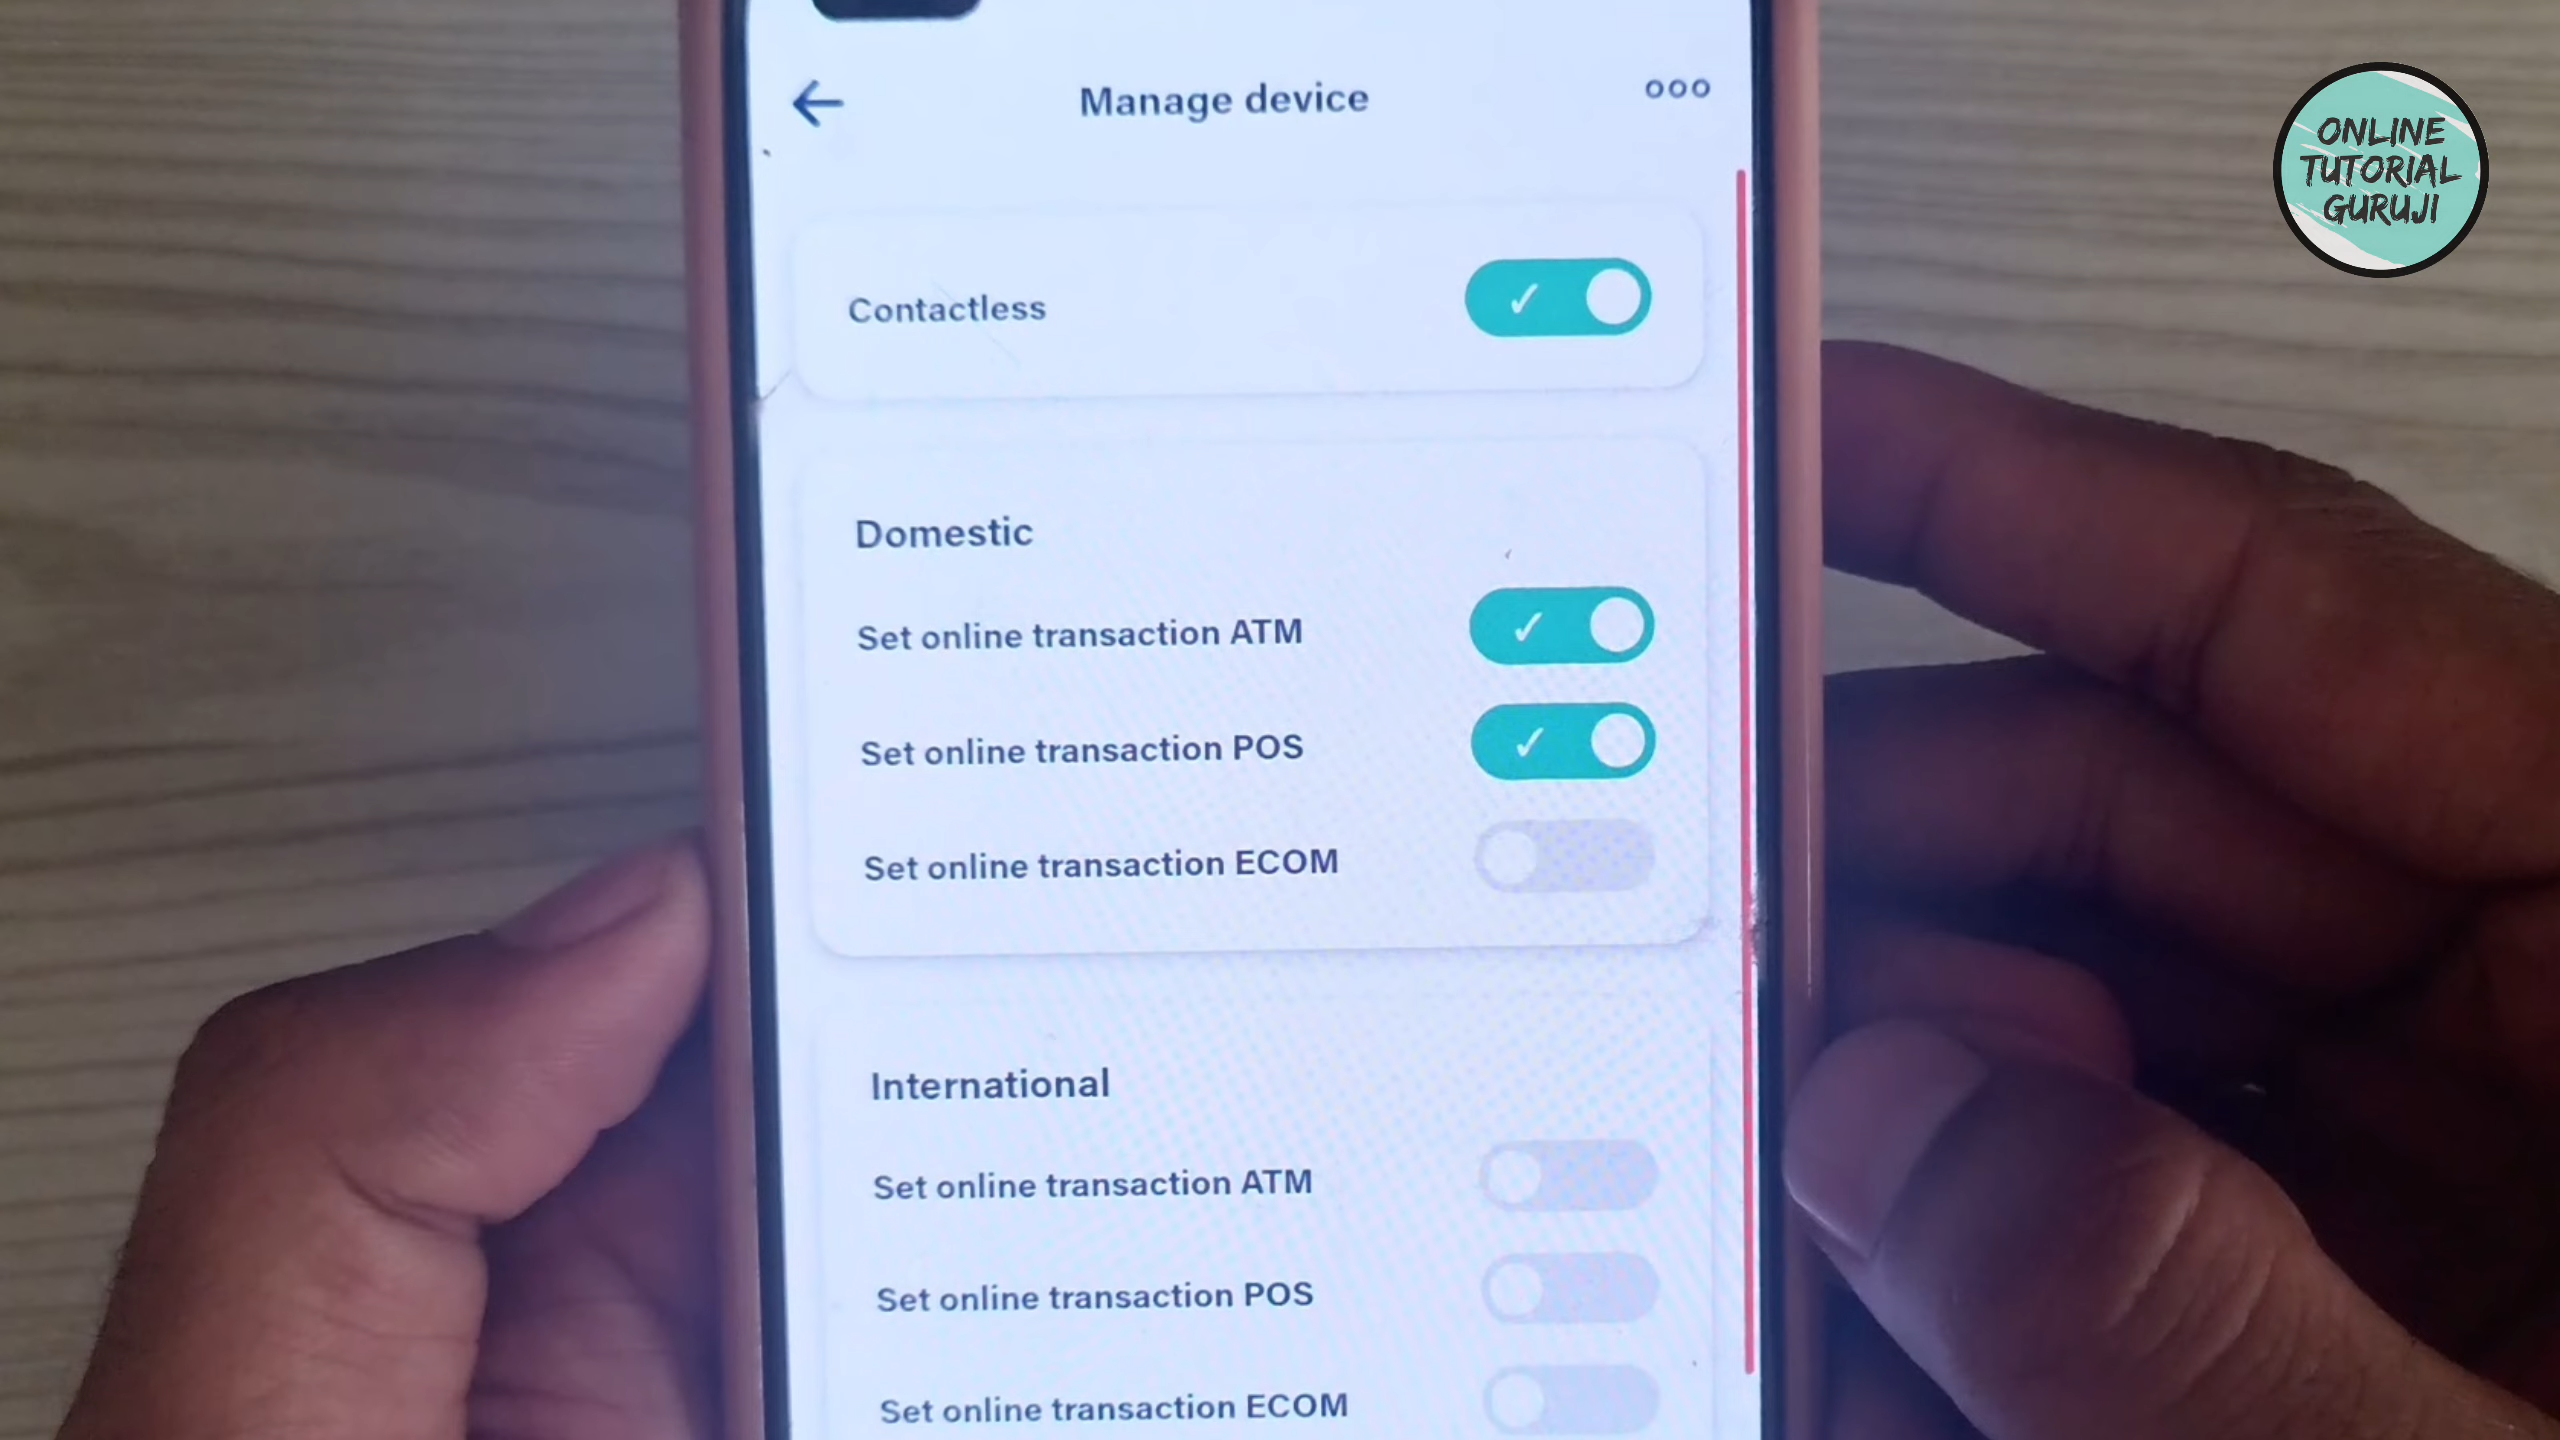 Manage device
ONLINE
TUTORIAL
GURUJI
Contactless
Domestic
Set online transaction ATM
Set online transaction POS
Set online transaction ECOM
International
Set online transaction ATM
Set online transaction POS
Set online transaction ECOM